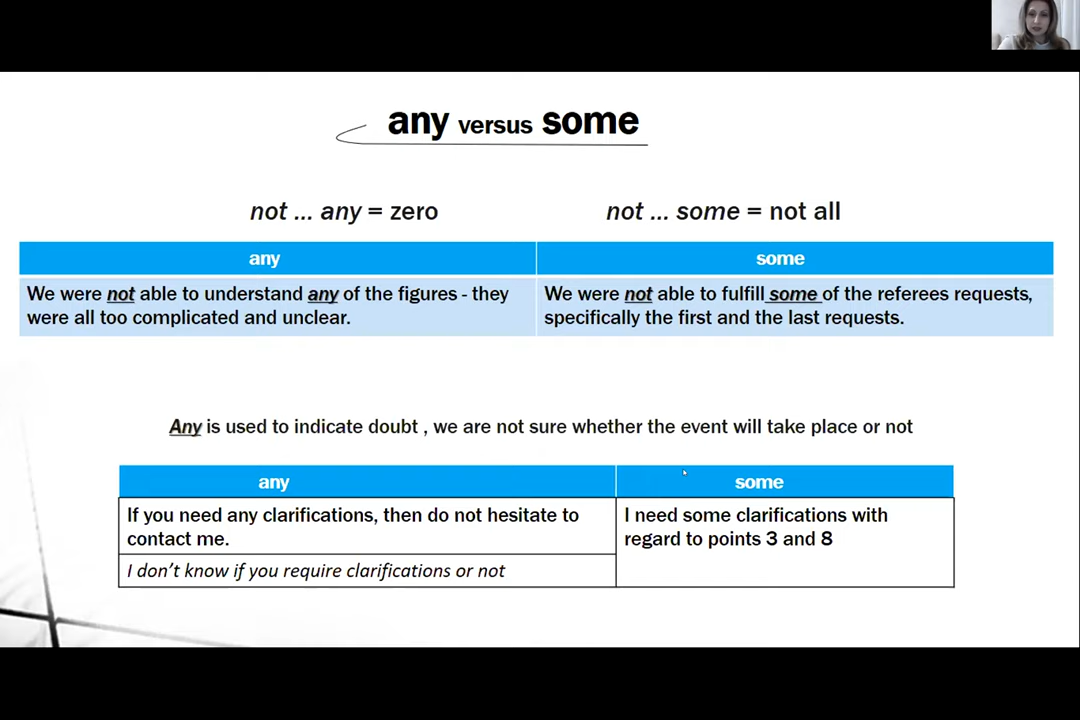 any versus some
not ... any = zero
not ... some = not all
any
some
We were not able to understand any of the figures - they
were all too complicated and unclear.
We were not able to fulfill some of the referees requests,
specifically the first and the last requests.
Any is used to indicate doubt , we are not sure whether the event will take place or not
any
some
If you need any clarifications, then do not hesitate to
contact me.
I don't know if you require clarifications or not
I need some clarifications with
regard to points 3 and 8